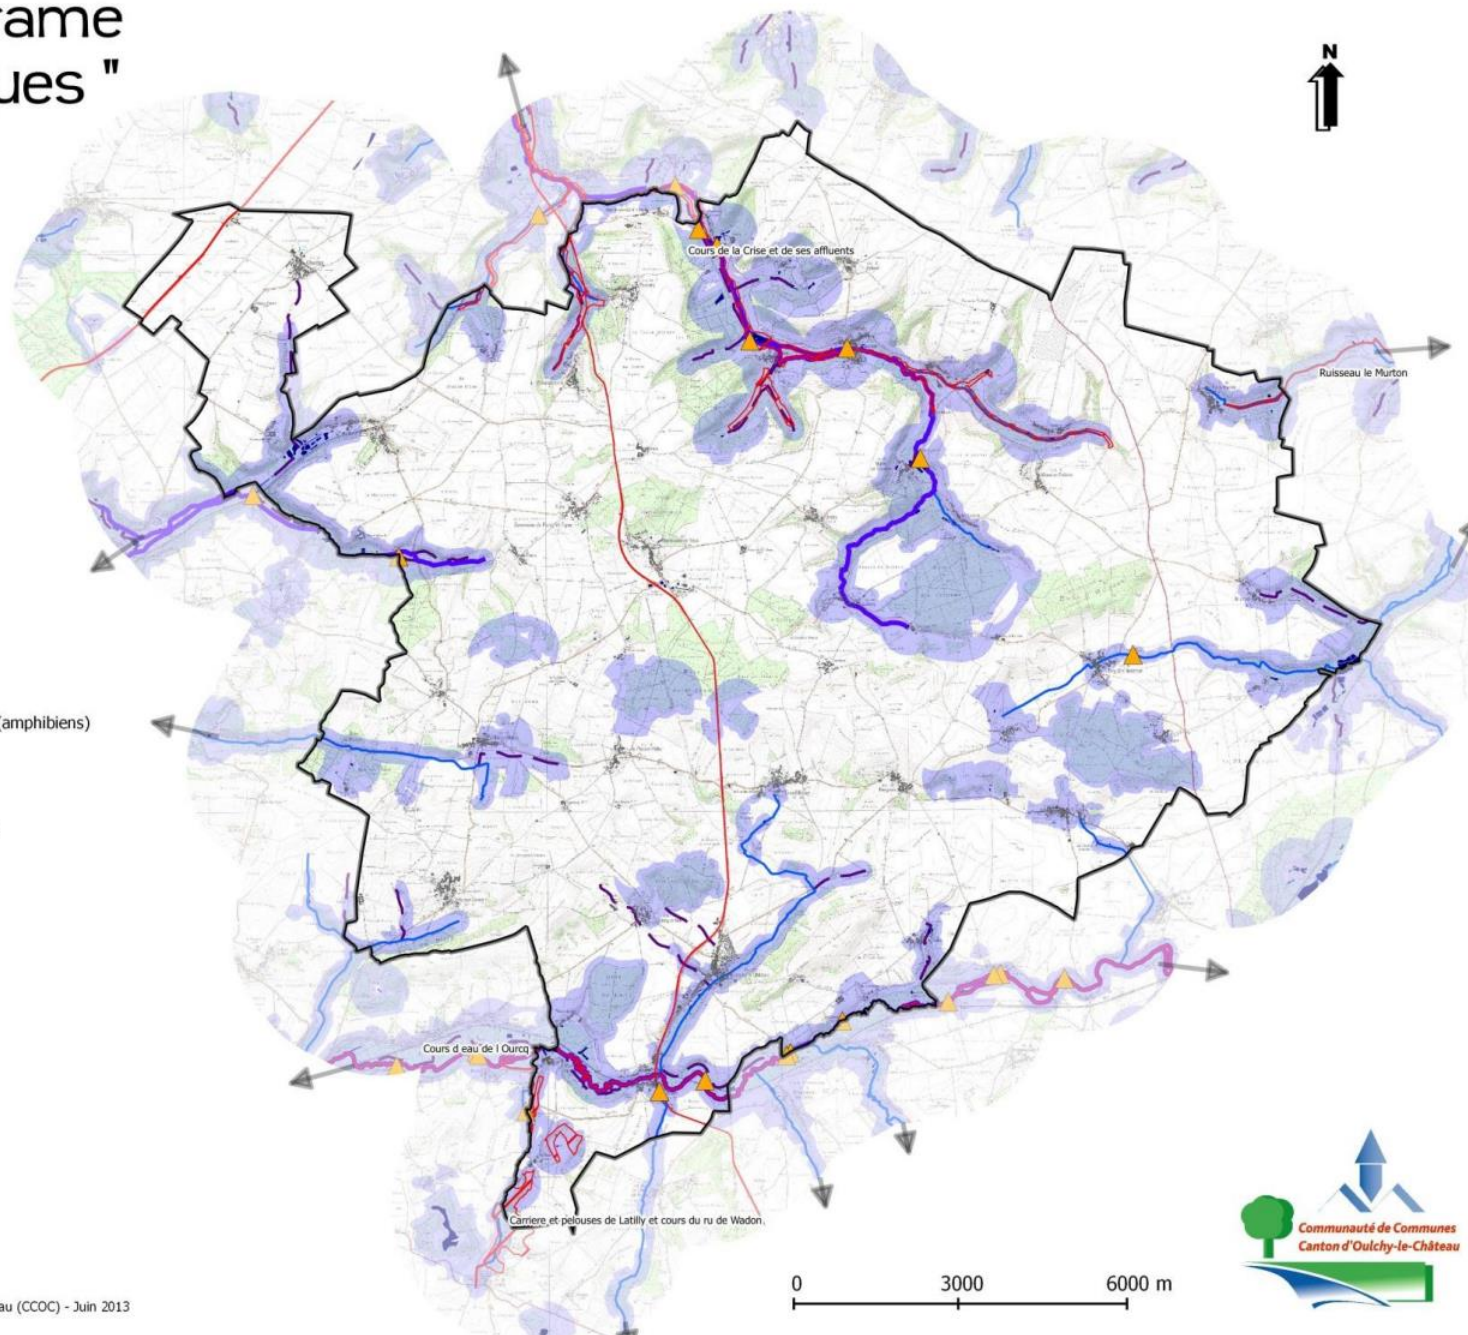 rame
ques "
N
Cours de la Crise et de ses affluents
Ruisseau le Murton
(amphibiens)
Cours d eau de l Ourcq
Carriere et pelouses de Latilly et cours du ru de Wadon
Communauté de Communes
Canton d'Oulchy-le-Château
0 3000 6000 m
au (CCOC) - Juin 2013